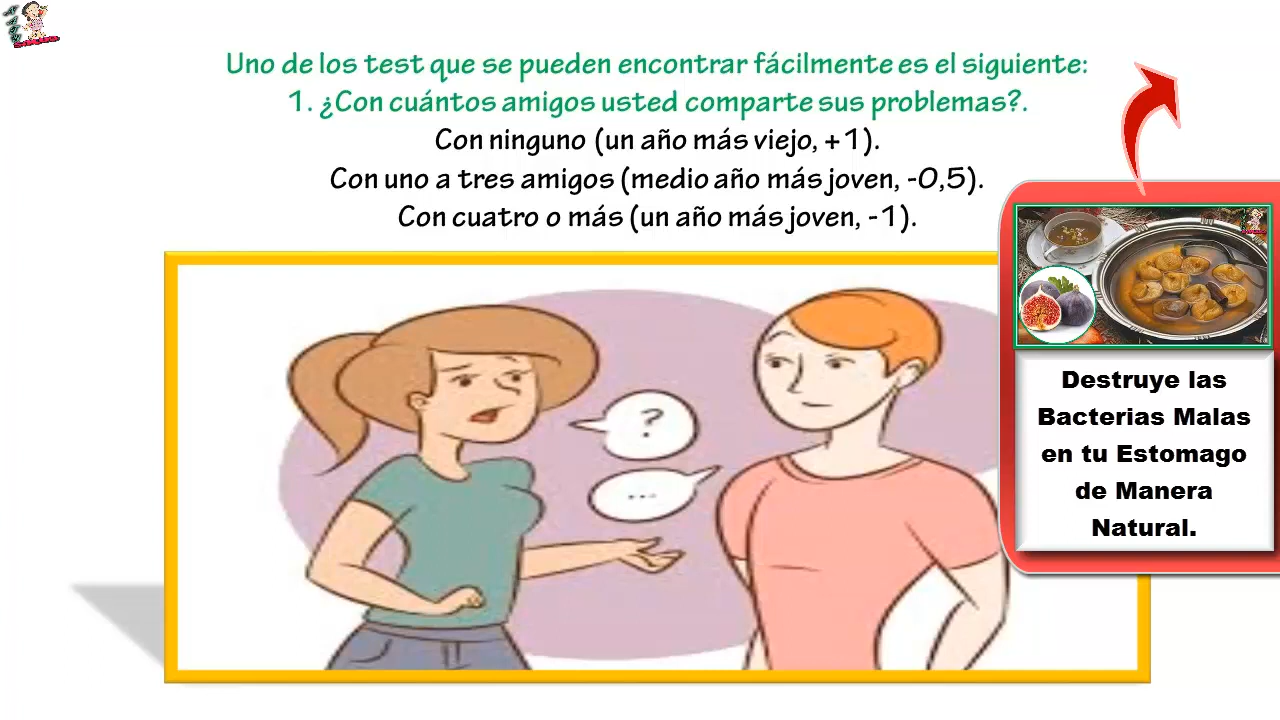 Uno de los test que se pueden encontrar fácilmente es el siguiente:
1. ¿Con cuántos amigos usted comparte sus problemas?.
Con ninguno (un año más viejo, +1).
Con uno a tres amigos (medio año más joven, -0,5).
Con cuatro o más (un año más joven, -1).
?
...
Destruye las
Bacterias Malas
en tu Estomago
de Manera
Natural.